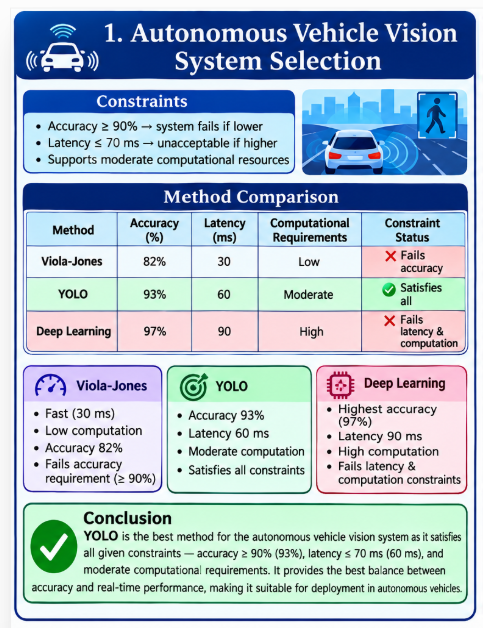 1. Autonomous Vehicle Vision
System Selection
Constraints
• Accuracy ≥ 90% → system fails if lower
• Latency ≤ 70 ms → unacceptable if higher
• Supports moderate computational resources
Method Comparison
Method Accuracy (%) Latency (ms) Computational Requirements Constraint Status
Viola-Jones 82% 30 Low ❌ Fails accuracy
YOLO 93% 60 Moderate ✅ Satisfies all
Deep Learning 97% 90 High ❌ Fails latency & computation
Viola-Jones
• Fast (30 ms)
• Low computation
• Accuracy 82%
• Fails accuracy
requirement (≥ 90%)
YOLO
• Accuracy 93%
• Latency 60 ms
• Moderate computation
• Satisfies all constraints
Deep Learning
• Highest accuracy
(97%)
• Latency 90 ms
• High computation
• Fails latency &
computation constraints
Conclusion
YOLO is the best method for the autonomous vehicle vision system as it satisfies
all given constraints — accuracy ≥ 90% (93%), latency ≤ 70 ms (60 ms), and
moderate computational requirements. It provides the best balance between
accuracy and real-time performance, making it suitable for deployment in autonomous vehicles.